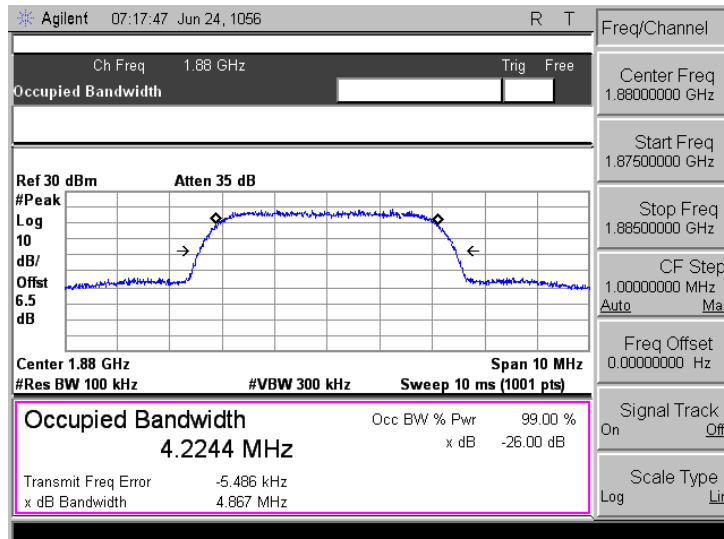 Agilent 07:17:47 Jun 24, 1056 R T
Freq/Channel
Ch Freq 1.88 GHz Trig Free
Occupied Bandwidth
Center Freq
1.88000000 GHz
Start Freq
1.87500000 GHz
Stop Freq
1.88500000 GHz
CF Step
1.00000000 MHz
Auto Ma
Freq Offset
0.00000000 Hz
Signal Track
On Off
Scale Type
Log Lin
Ref 30 dBm Atten 35 dB
#Peak
Log
10
dB/
Offst
6.5
dB
Center 1.88 GHz Span 10 MHz
#Res BW 100 kHz #VBW 300 kHz Sweep 10 ms (1001 pts)
Occupied Bandwidth Occ BW % Pwr 99.00 %
4.2244 MHz x dB -26.00 dB
Transmit Freq Error -5.486 kHz
x dB Bandwidth 4.867 MHz